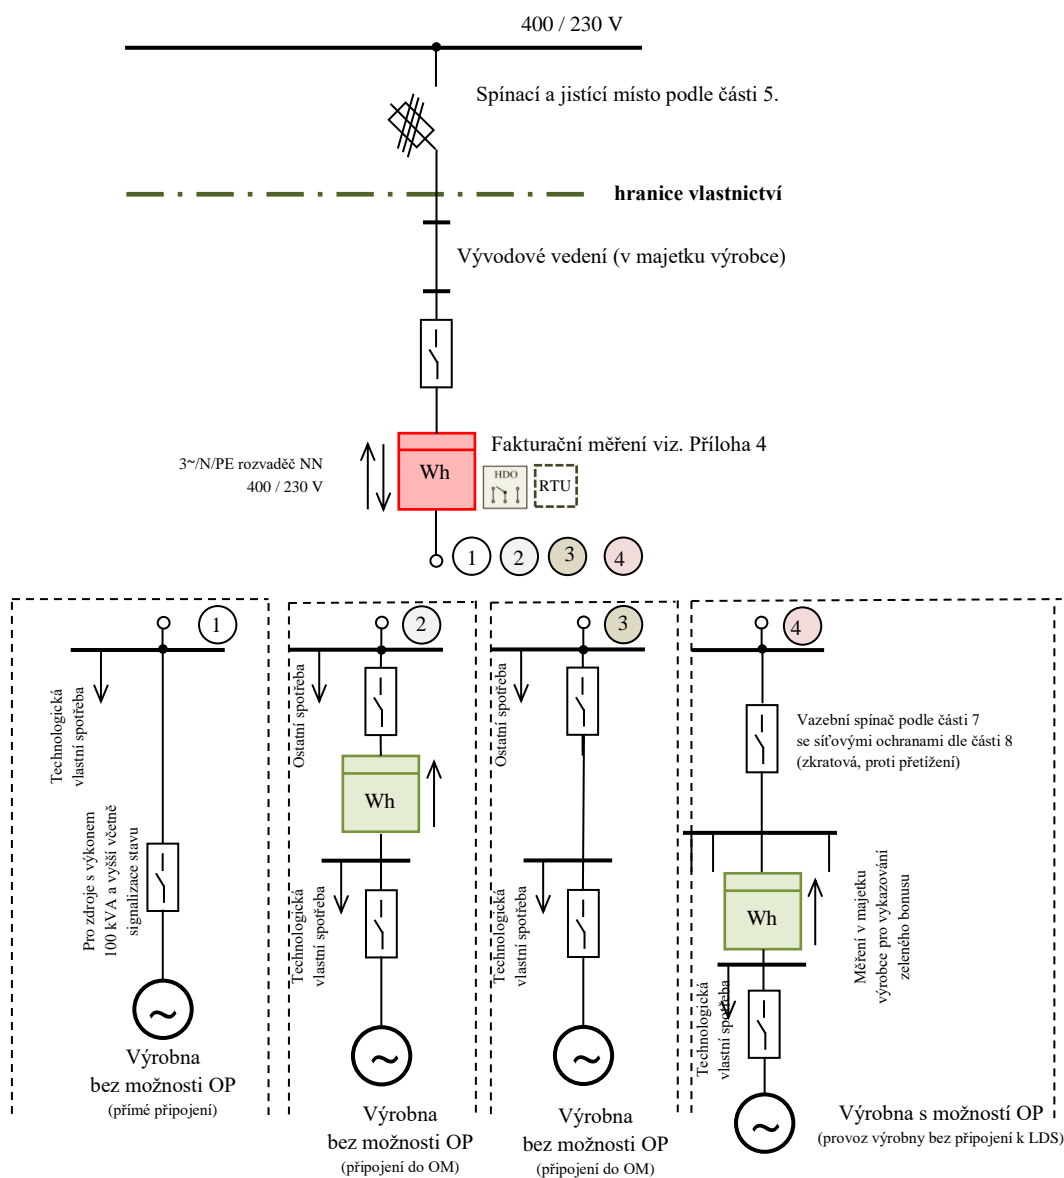 400 / 230 V
Spínací a jistící místo podle části 5.
hranice vlastnictví
Vývodové vedení (v majetku výrobce)
Fakturační měření viz. Příloha 4
3~/N/PE rozvaděč NN
400 / 230 V
Wh
HDO
RTU
1
2
3
4
1
2
3
4
Technologická
vlastní spotřeba
Ostatní spotřeba
Ostatní spotřeba
Vazební spínač podle části 7
se síťovými ochranami dle části 8
(zkratová, proti přetížení)
Wh
Pro zdroje s výkonem
100 kVA a vyšší včetně
signalizace stavu
Technologická
vlastní spotřeba
Technologická
vlastní spotřeba
Wh
Měření v majetku
výrobce pro vykazování
zeleného bonusu
Technologická
vlastní spotřeba
~
~
~
~
Výrobna
bez možnosti OP
(přímé připojení)
Výrobna
bez možnosti OP
(připojení do OM)
Výrobna
bez možnosti OP
(připojení do OM)
Výrobna s možností OP
(provoz výrobny bez připojení k LDS)